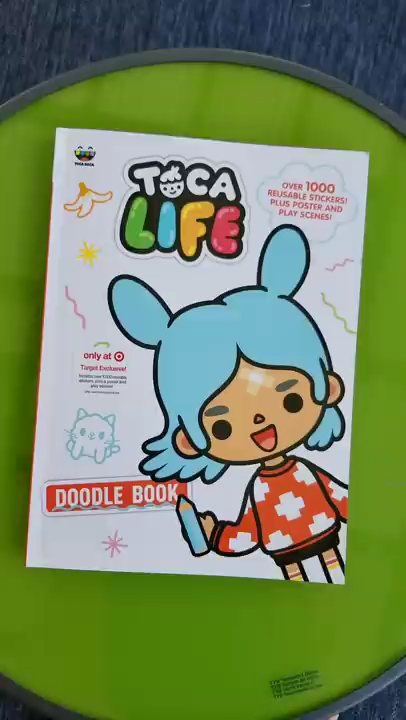 TOCA BOCA
TOCA
LIFE
OVER 1000
REUSABLE STICKERS!
PLUS POSTER AND
PLAY SCENES!
only at
Target Exclusive!
DOODLE BOOK